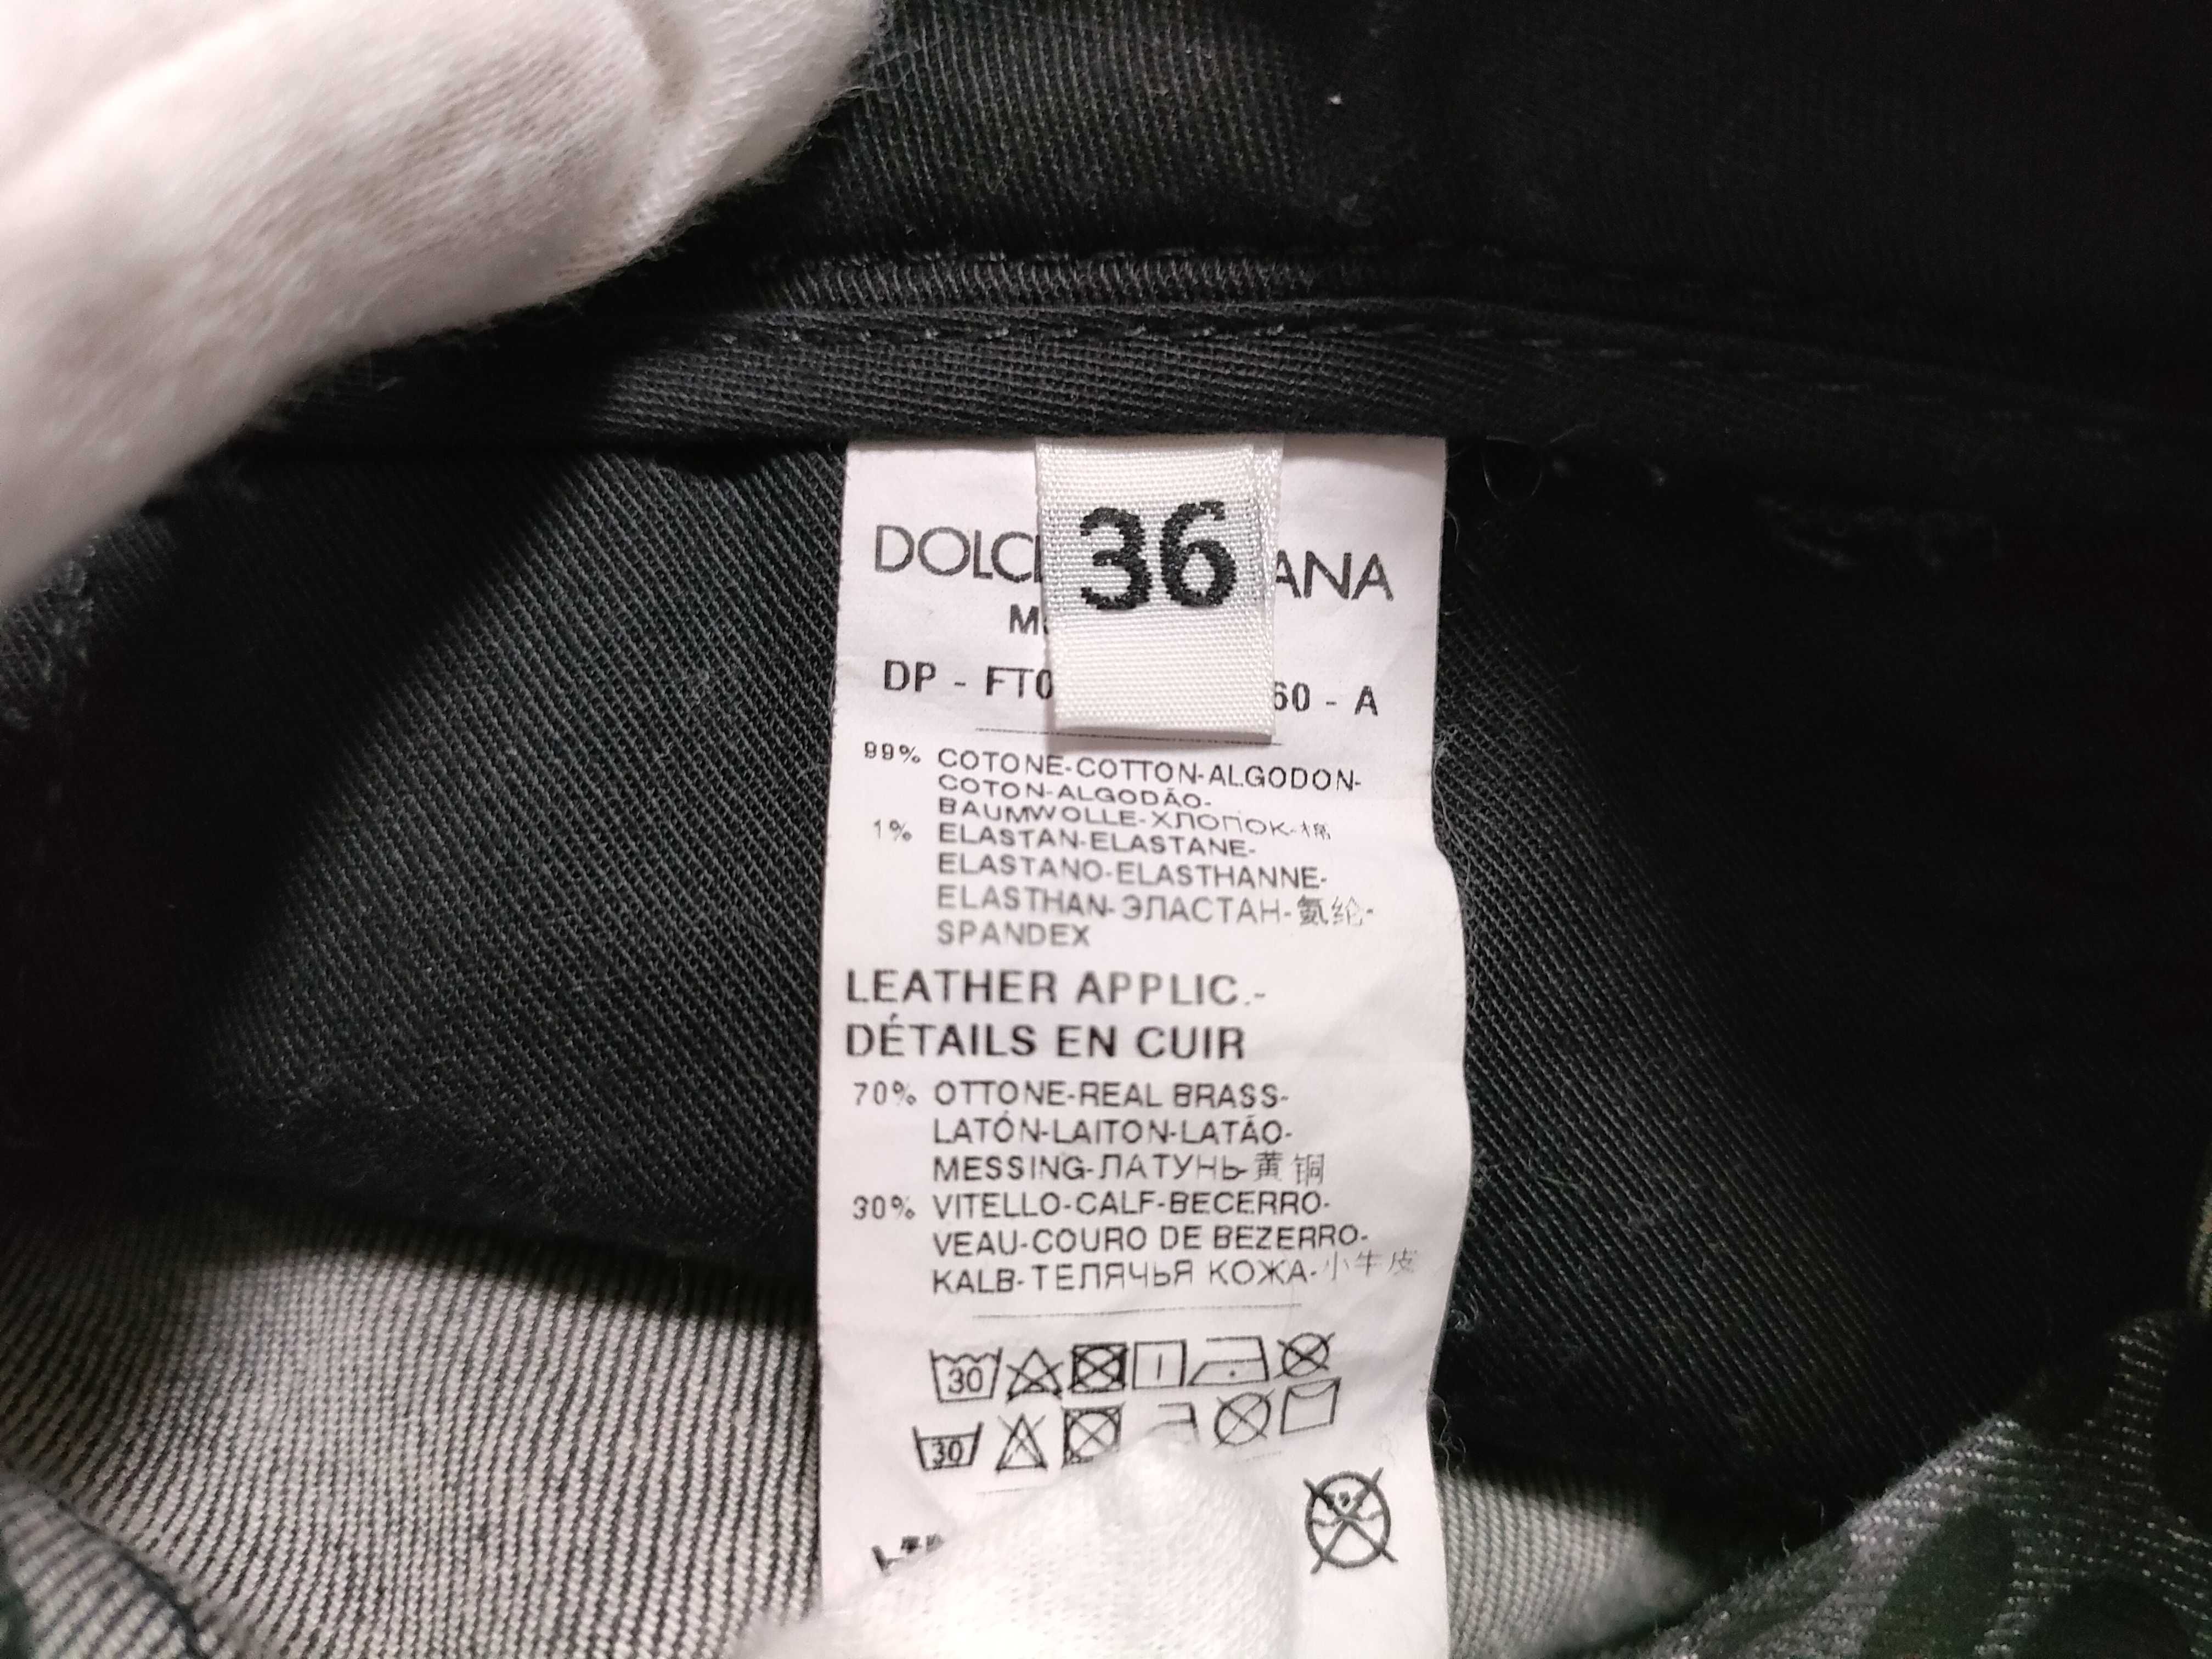 36
ANA
DP - FT0
60 - A
99% COTONE-COTTON-ALGODON-
COTON-ALGODÃO-
BAUMWOLLE-ХЛОПОК-棉
1% ELASTAN-ELASTANE-
ELASTANO-ELASTHANNE-
ELASTHAN-ЭЛАСТАН-氨纶-
SPANDEX
LEATHER APPLIC.-
DÉTAILS EN CUIR
70% OTTONE-REAL BRASS-
LATÓN-LAITON-LATÃO-
MESSING-ЛАТУНЬ-黄铜
30% VITELLO-CALF-BECERRO-
VEAU-COURO DE BEZERRO-
KALB-ТЕЛЯЧЬЯ КОЖА-小牛皮
30
30